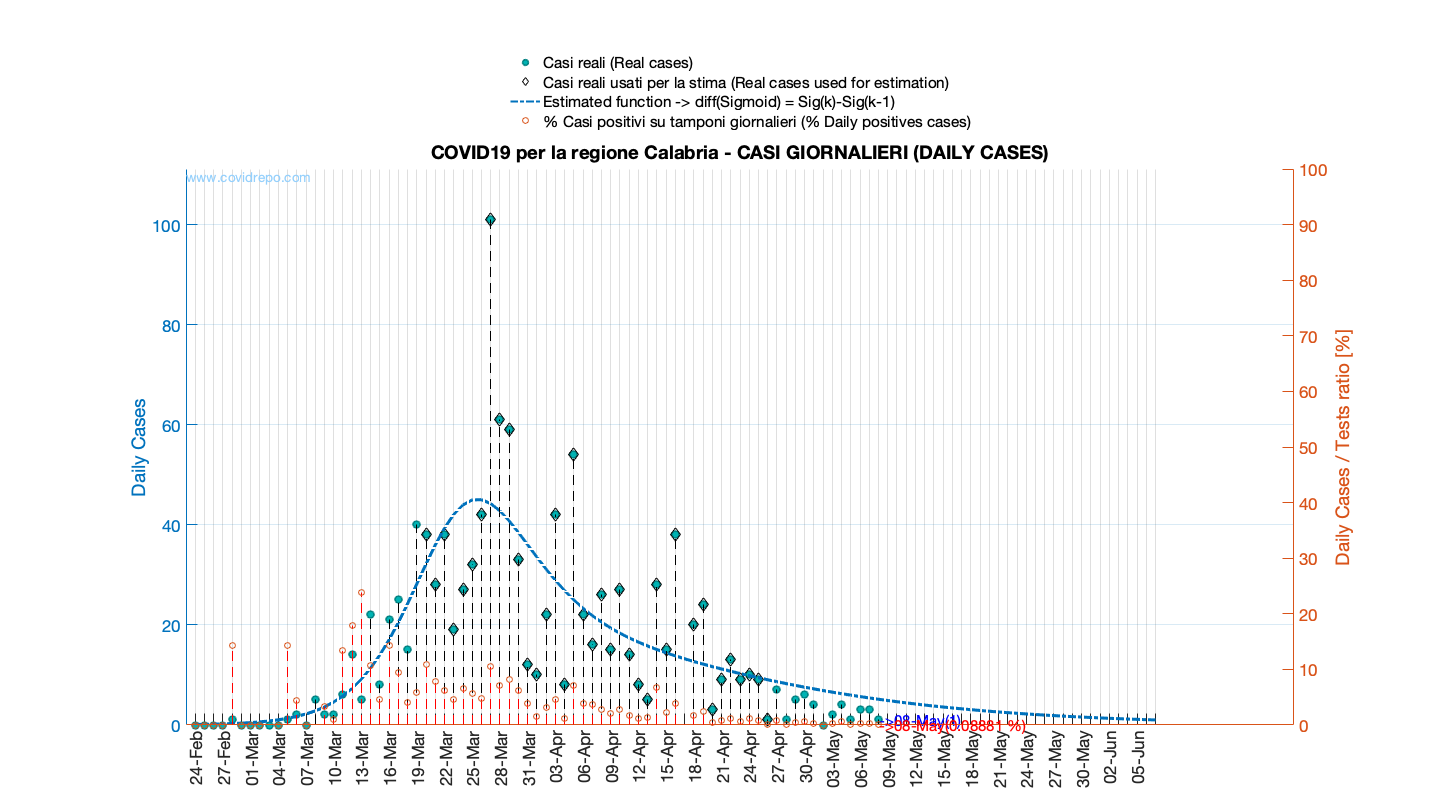 Casi reali (Real cases)
Casi reali usati per la stima (Real cases used for estimation)
Estimated function -> diff(Sigmoid) = Sig(k)-Sig(k-1)
% Casi positivi su tamponi giornalieri (% Daily positives cases)
COVID19 per la regione Calabria - CASI GIORNALIERI (DAILY CASES)
www.covidrepo.com
Daily Cases
100
80
60
40
20
0
100
90
80
70
60
50
40
30
20
10
0
Daily Cases / Tests ratio [%]
->08-May(1)
->08-May(0.08881 %)
24-Feb
27-Feb
01-Mar
04-Mar
07-Mar
10-Mar
13-Mar
16-Mar
19-Mar
22-Mar
25-Mar
28-Mar
31-Mar
03-Apr
06-Apr
09-Apr
12-Apr
15-Apr
18-Apr
21-Apr
24-Apr
27-Apr
30-Apr
03-May
06-May
09-May
12-May
15-May
18-May
21-May
24-May
27-May
30-May
02-Jun
05-Jun